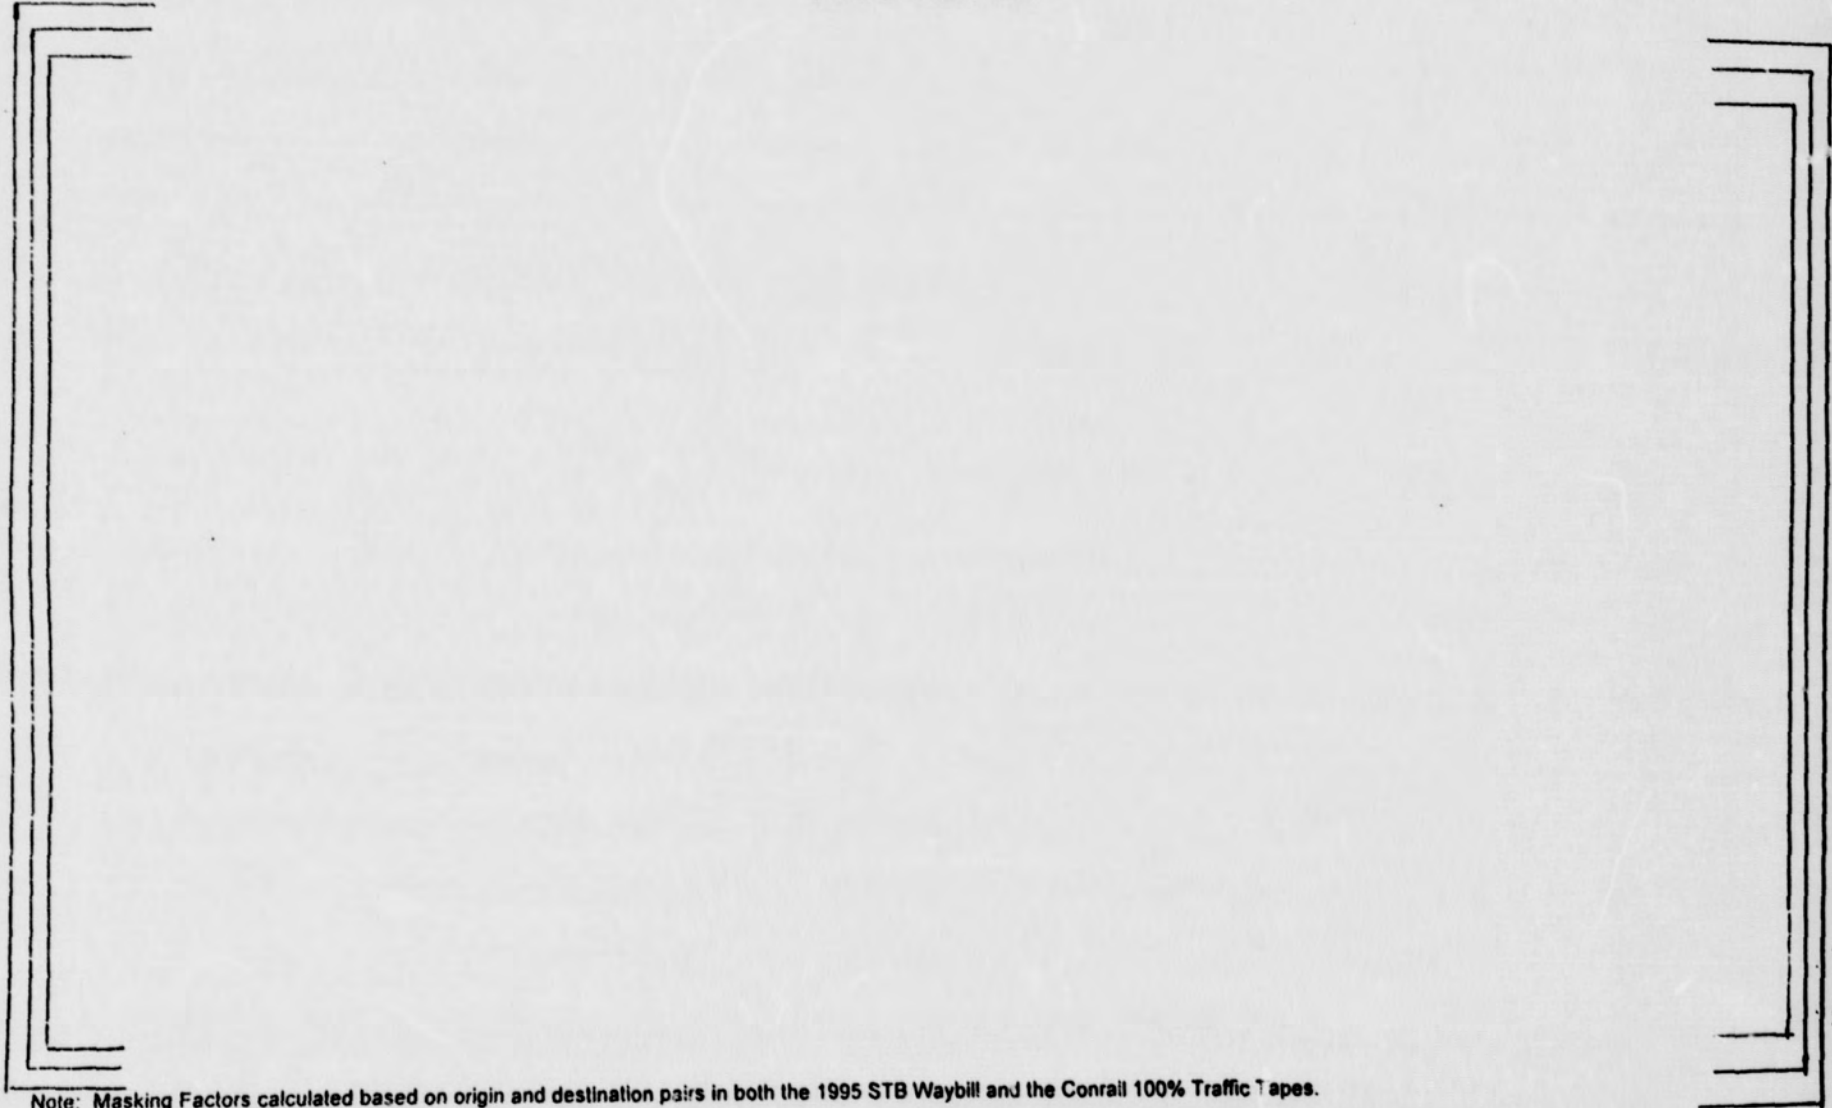 Note: Masking Factors calculated based on origin and destination pairs in both the 1995 STB Waybill and the Conrail 100% Traffic Tapes.